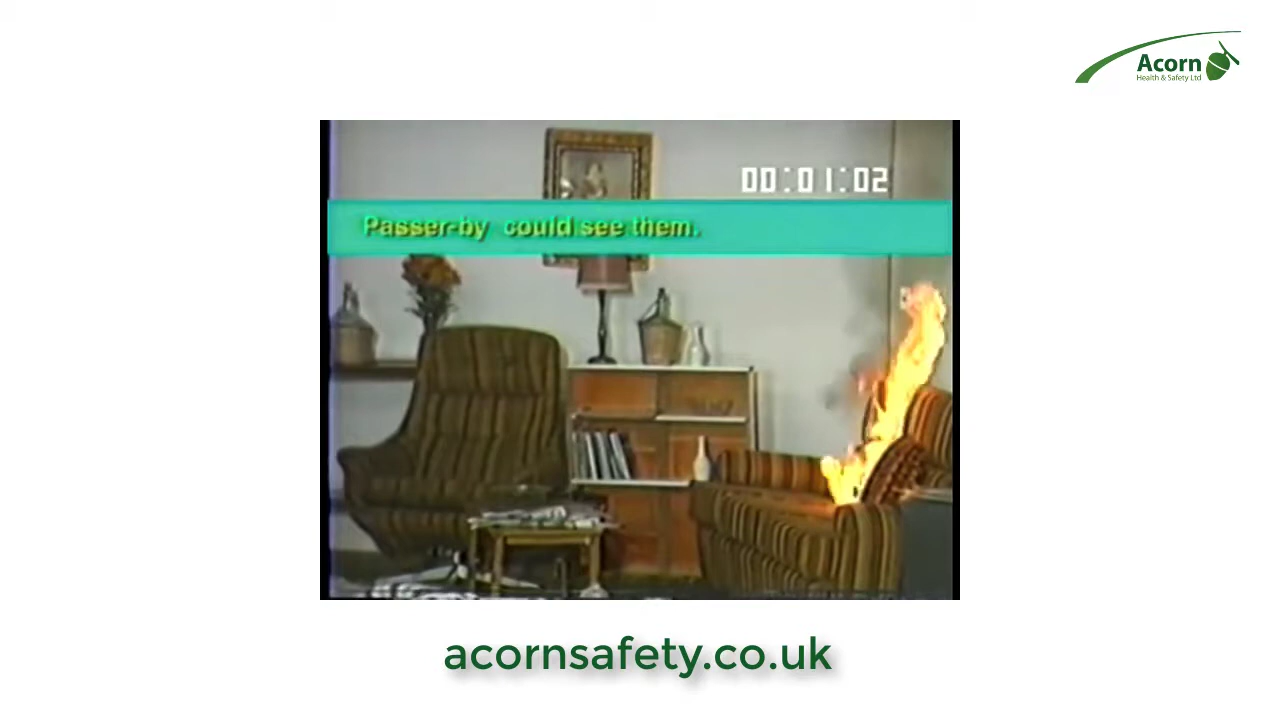 Acorn
Health & Safety Ltd
00:01:02
Passer-by could see them.
acornsafety.co.uk